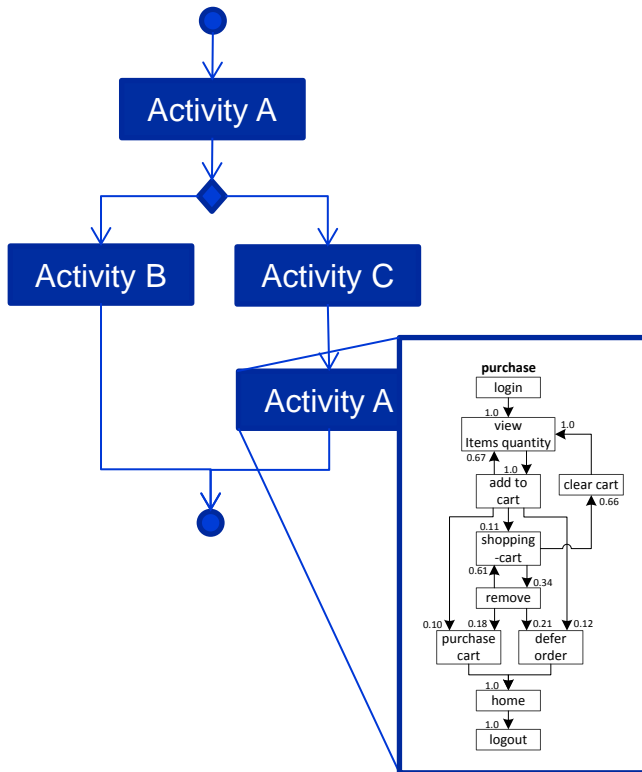 Activity A
Activity B
Activity C
Activity A
purchase
login
1.0
view
Items quantity
1.0
0.67
1.0
add to
cart
clear cart
0.66
0.11
shopping
-cart
0.61
0.34
remove
0.10
0.18
0.21
0.12
purchase
cart
defer
order
1.0
home
1.0
logout